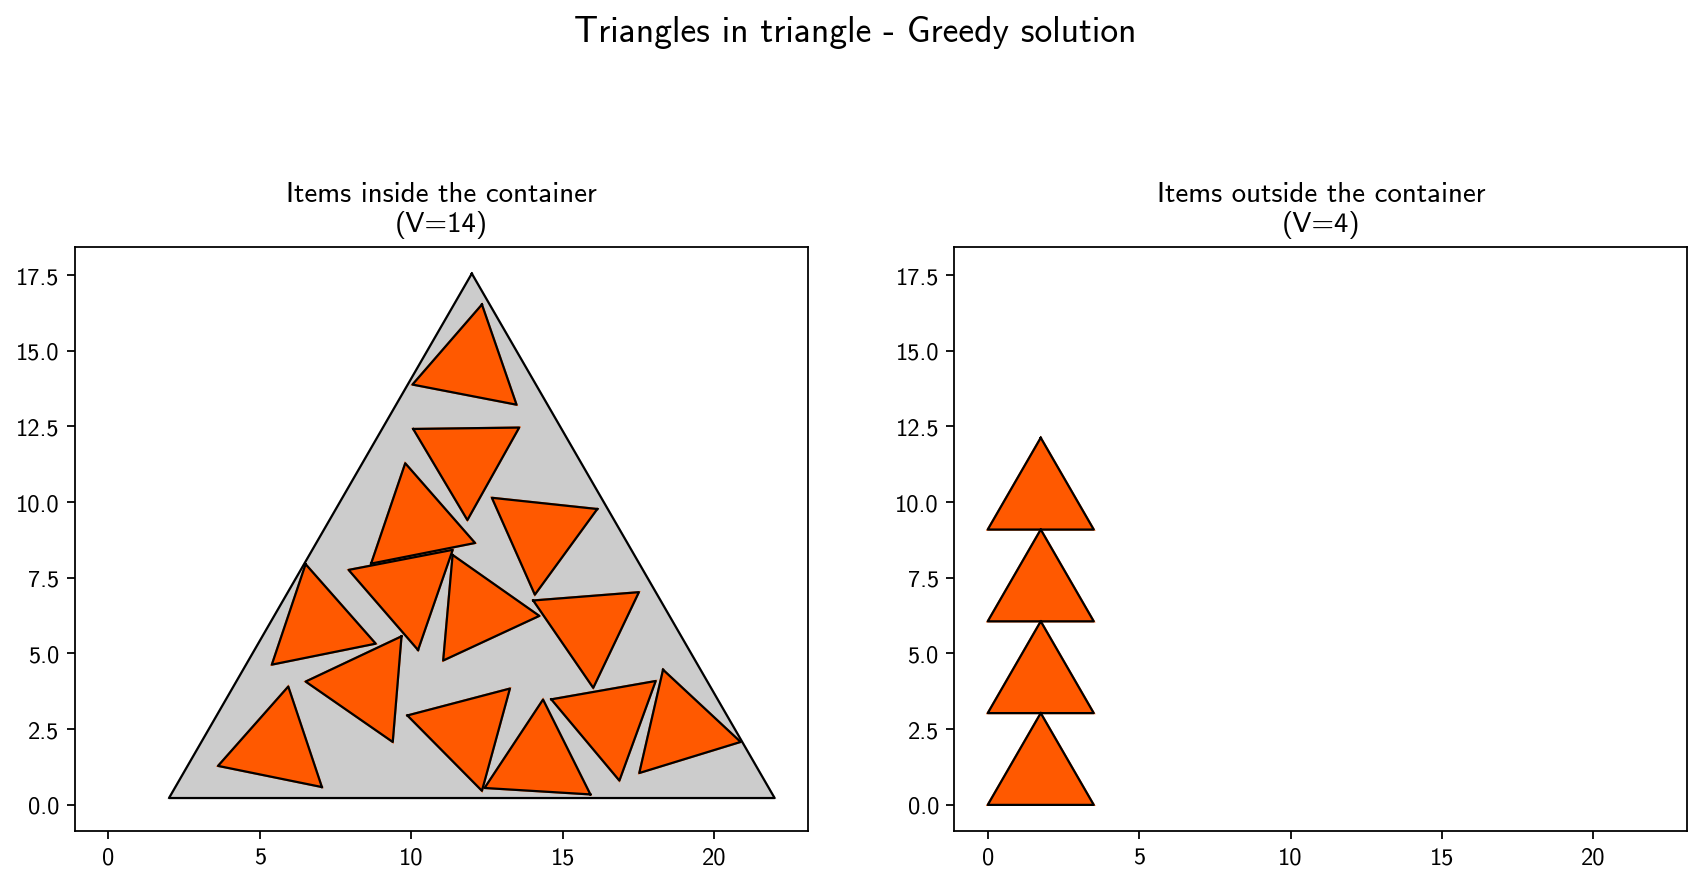 Triangles in triangle - Greedy solution
Items inside the container
(V=14)
17.5
15.0
12.5
10.0
7.5
5.0
2.5
0.0
0 5 10 15 20
Items outside the container
(V=4)
17.5
15.0
12.5
10.0
7.5
5.0
2.5
0.0
0 5 10 15 20